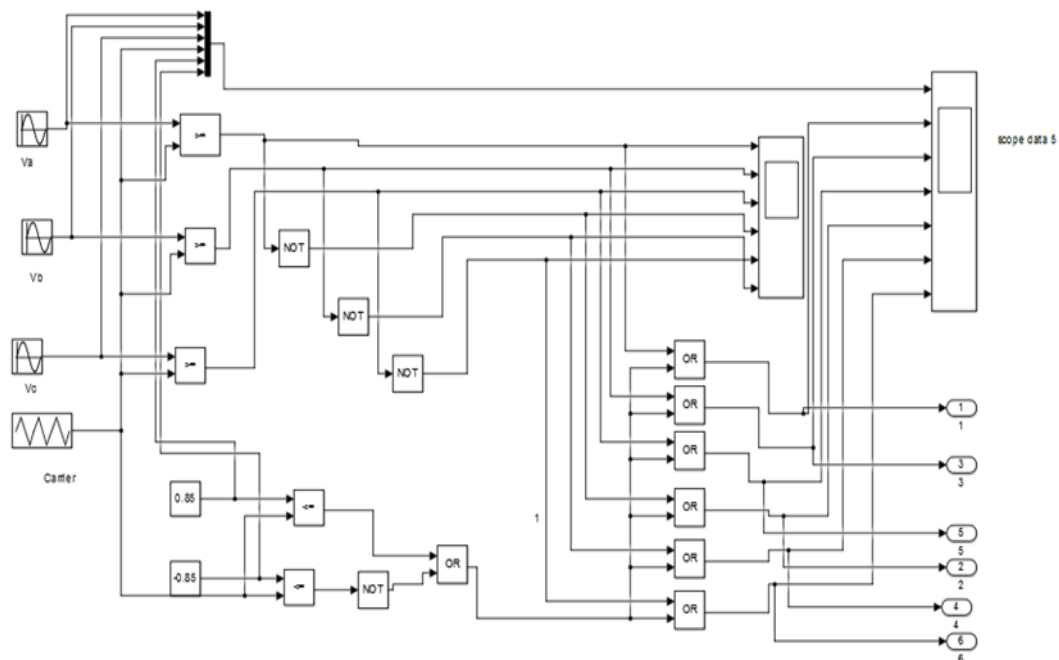 Va
>=
scope data 5
Vb
>=
NOT
NOT
Vc
>=
NOT
OR
OR
1
1
Carrier
OR
3
3
0.85
<=
OR
5
5
1
2
2
-0.85
<=
NOT
OR
OR
4
4
OR
6
6